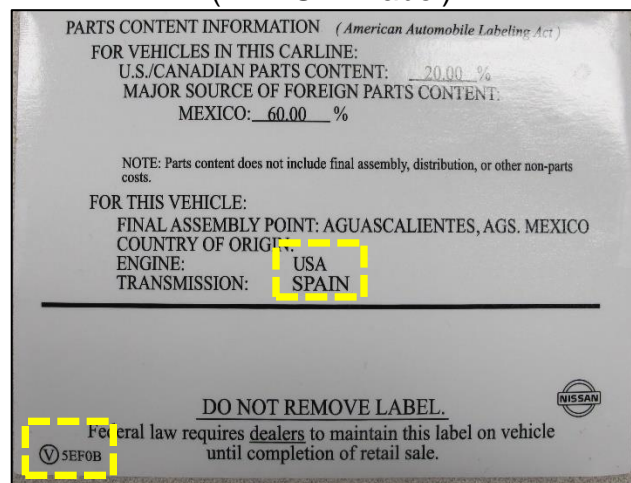 PARTS CONTENT INFORMATION (American Automobile Labeling Act)
FOR VEHICLES IN THIS CARLINE:
U.S./CANADIAN PARTS CONTENT: 20.00 %
MAJOR SOURCE OF FOREIGN PARTS CONTENT:
MEXICO: 60.00 %
NOTE: Parts content does not include final assembly, distribution, or other non-parts
costs.
FOR THIS VEHICLE:
FINAL ASSEMBLY POINT: AGUASCALIENTES, AGS. MEXICO
COUNTRY OF ORIGIN:
ENGINE: USA
TRANSMISSION: SPAIN
NISSAN
DO NOT REMOVE LABEL.
Federal law requires dealers to maintain this label on vehicle
Ⓥ 5EF0B until completion of retail sale.